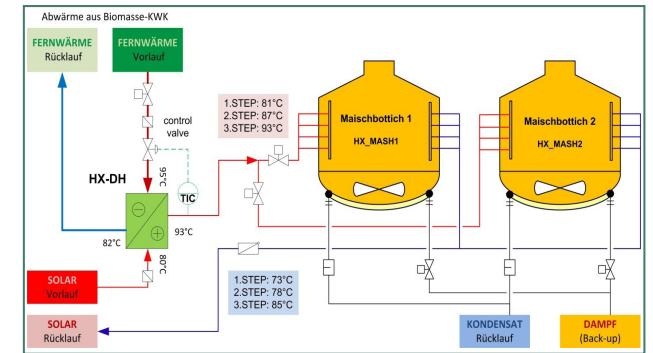 Abwärme aus Biomasse-KWK
FERNWÄRME
Rücklauf
FERNWÄRME
Vorlauf
control
valve
HX-DH
95°C
TIC
82°C
93°C
80°C
SOLAR
Vorlauf
SOLAR
Rücklauf
1.STEP: 81°C
2.STEP: 87°C
3.STEP: 93°C
Maischbottich 1
HX_MASH1
Maischbottich 2
HX_MASH2
1.STEP: 73°C
2.STEP: 78°C
3.STEP: 85°C
KONDENSAT
Rücklauf
DAMPF
(Back-up)